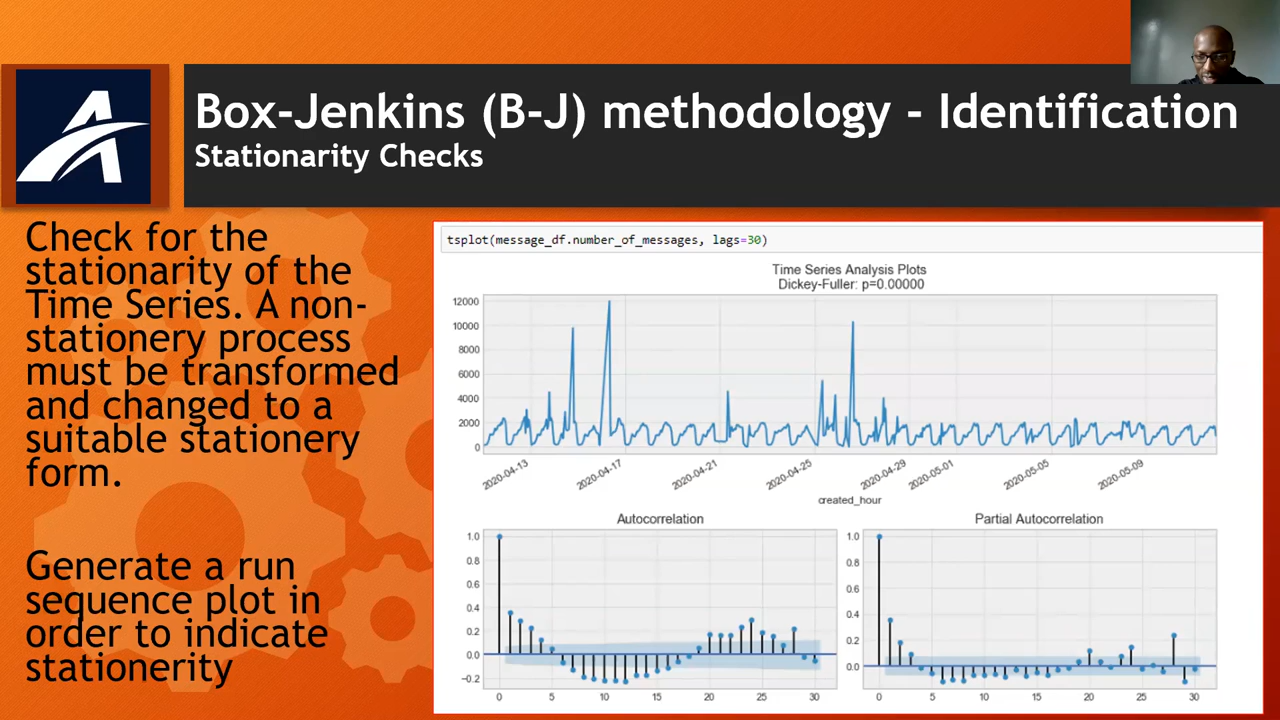 Box-Jenkins (B-J) methodology - Identification
Stationarity Checks
Check for the
stationarity of the
Time Series. A non-
stationery process
must be transformed
and changed to a
suitable stationery
form.
Generate a run
sequence plot in
order to indicate
stationerity
tsplot(message_df.number_of_messages, lags=30)
Time Series Analysis Plots
Dickey-Fuller: p=0.00000
12000
10000
8000
6000
4000
2000
0
2020-04-13 2020-04-17 2020-04-21 2020-04-25 2020-04-29 2020-05-01 2020-05-05 2020-05-09
created_hour
Autocorrelation
1.0
0.8
0.6
0.4
0.2
0.0
−0.2
0 5 10 15 20 25 30
Partial Autocorrelation
1.0
0.8
0.6
0.4
0.2
0.0
0 5 10 15 20 25 30